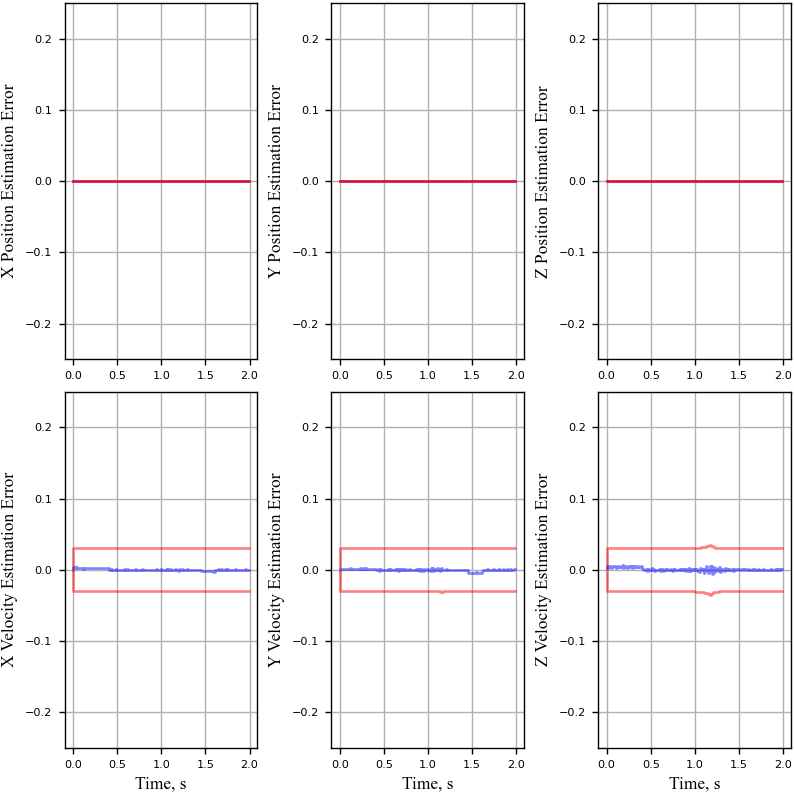 X Position Estimation Error
0.2
0.1
0.0
−0.1
−0.2
0.0 0.5 1.0 1.5 2.0
Y Position Estimation Error
0.2
0.1
0.0
−0.1
−0.2
0.0 0.5 1.0 1.5 2.0
Z Position Estimation Error
0.2
0.1
0.0
−0.1
−0.2
0.0 0.5 1.0 1.5 2.0
X Velocity Estimation Error
0.2
0.1
0.0
−0.1
−0.2
0.0 0.5 1.0 1.5 2.0
Time, s
Y Velocity Estimation Error
0.2
0.1
0.0
−0.1
−0.2
0.0 0.5 1.0 1.5 2.0
Time, s
Z Velocity Estimation Error
0.2
0.1
0.0
−0.1
−0.2
0.0 0.5 1.0 1.5 2.0
Time, s